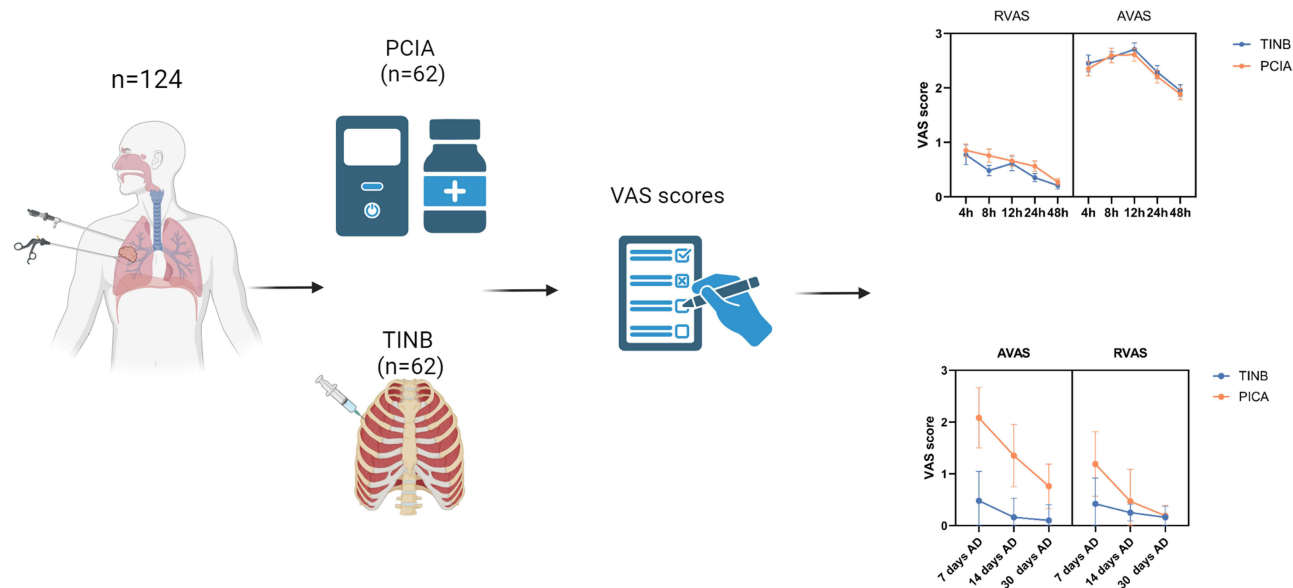 n=124
PCIA
(n=62)
TINB
(n=62)
VAS scores
RVAS AVAS
VAS score
3
2
1
0
4h 8h 12h 24h 48h 4h 8h 12h 24h 48h
TINB
PCIA
AVAS RVAS
VAS score
3
2
1
0
7 days AD 14 days AD 30 days AD 7 days AD 14 days AD 30 days AD
TINB
PICA